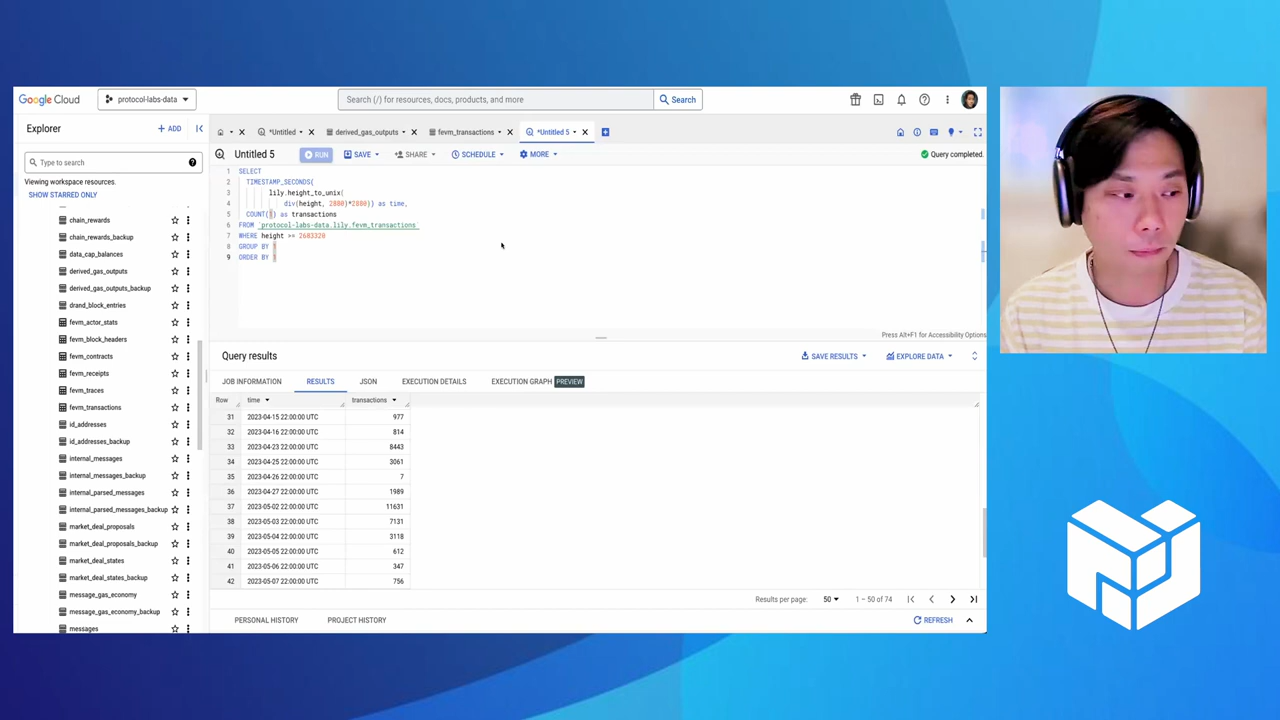 Google Cloud
protocol-labs-data
Search (/) for resources, docs, products, and more
Search
Explorer
+ ADD
*Untitled
derived_gas_outputs
fevm_transactions
*Untitled 5
Type to search
Untitled 5
RUN
SAVE
SHARE
SCHEDULE
MORE
Query completed.
Viewing workspace resources.
SHOW STARRED ONLY
chain_rewards
chain_rewards_backup
data_cap_balances
derived_gas_outputs
derived_gas_outputs_backup
drand_block_entries
fevm_actor_stats
fevm_block_headers
fevm_contracts
fevm_receipts
fevm_traces
fevm_transactions
id_addresses
id_addresses_backup
internal_messages
internal_messages_backup
internal_parsed_messages
internal_parsed_messages_backup
market_deal_proposals
market_deal_proposals_backup
market_deal_states
market_deal_states_backup
message_gas_economy
message_gas_economy_backup
messages
1 SELECT
2 TIMESTAMP_SECONDS(
3 lily.height_to_unix(
4 div(height, 2880)*2880)) as time,
5 COUNT(1) as transactions
6 FROM `protocol-labs-data.lily.fevm_transactions`
7 WHERE height >= 2683320
8 GROUP BY 1
9 ORDER BY 1
Press Alt+F1 for Accessibility Options
Query results
SAVE RESULTS
EXPLORE DATA
JOB INFORMATION
RESULTS
JSON
EXECUTION DETAILS
EXECUTION GRAPH PREVIEW
Row time transactions
31 2023-04-15 22:00:00 UTC 977
32 2023-04-16 22:00:00 UTC 814
33 2023-04-23 22:00:00 UTC 8443
34 2023-04-25 22:00:00 UTC 3061
35 2023-04-26 22:00:00 UTC 7
36 2023-04-27 22:00:00 UTC 1989
37 2023-05-02 22:00:00 UTC 11631
38 2023-05-03 22:00:00 UTC 7131
39 2023-05-04 22:00:00 UTC 3118
40 2023-05-05 22:00:00 UTC 612
41 2023-05-06 22:00:00 UTC 347
42 2023-05-07 22:00:00 UTC 756
Results per page: 50 1 – 50 of 74
PERSONAL HISTORY
PROJECT HISTORY
REFRESH